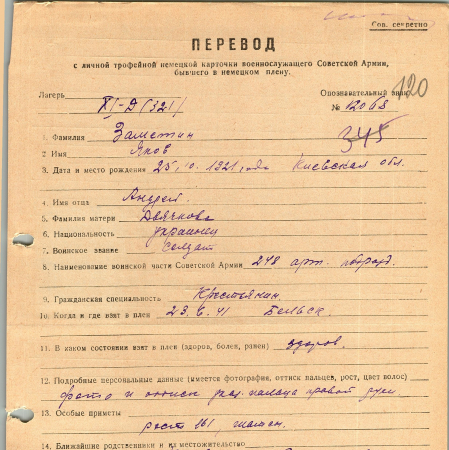 Сов. секретно
ПЕРЕВОД
с личной трофейной немецкой карточки военнослужащего Советской Армии,
бывшего в немецком плену.
Лагерь XI-D (321) Опознавательный знак
№ 12068
120
345
1. Фамилия Заметин
2 Имя Яков
3. Дата и место рождения 25.10.1921 года Киевская обл.
4. Имя отца Андрей.
5. Фамилия матери Дьячкова
6. Национальность украинец
7. Воинское звание солдат
8. Наименование воинской части Советской Армии 248 арт.
9. Гражданская специальность Крестьянин
10. Когда и где взят в плен 23.6.41 Бельск.
11. В каком состоянии взят в плен (здоров, болен, ранен) здоров.
12. Подробные персональные данные (имеется фотография, оттиск пальцев, рост, цвет волос)
фото и оттиск указ. пальца правой руки.
13. Особые приметы
рост 161,
14. Ближайшие родственники и их местожительство